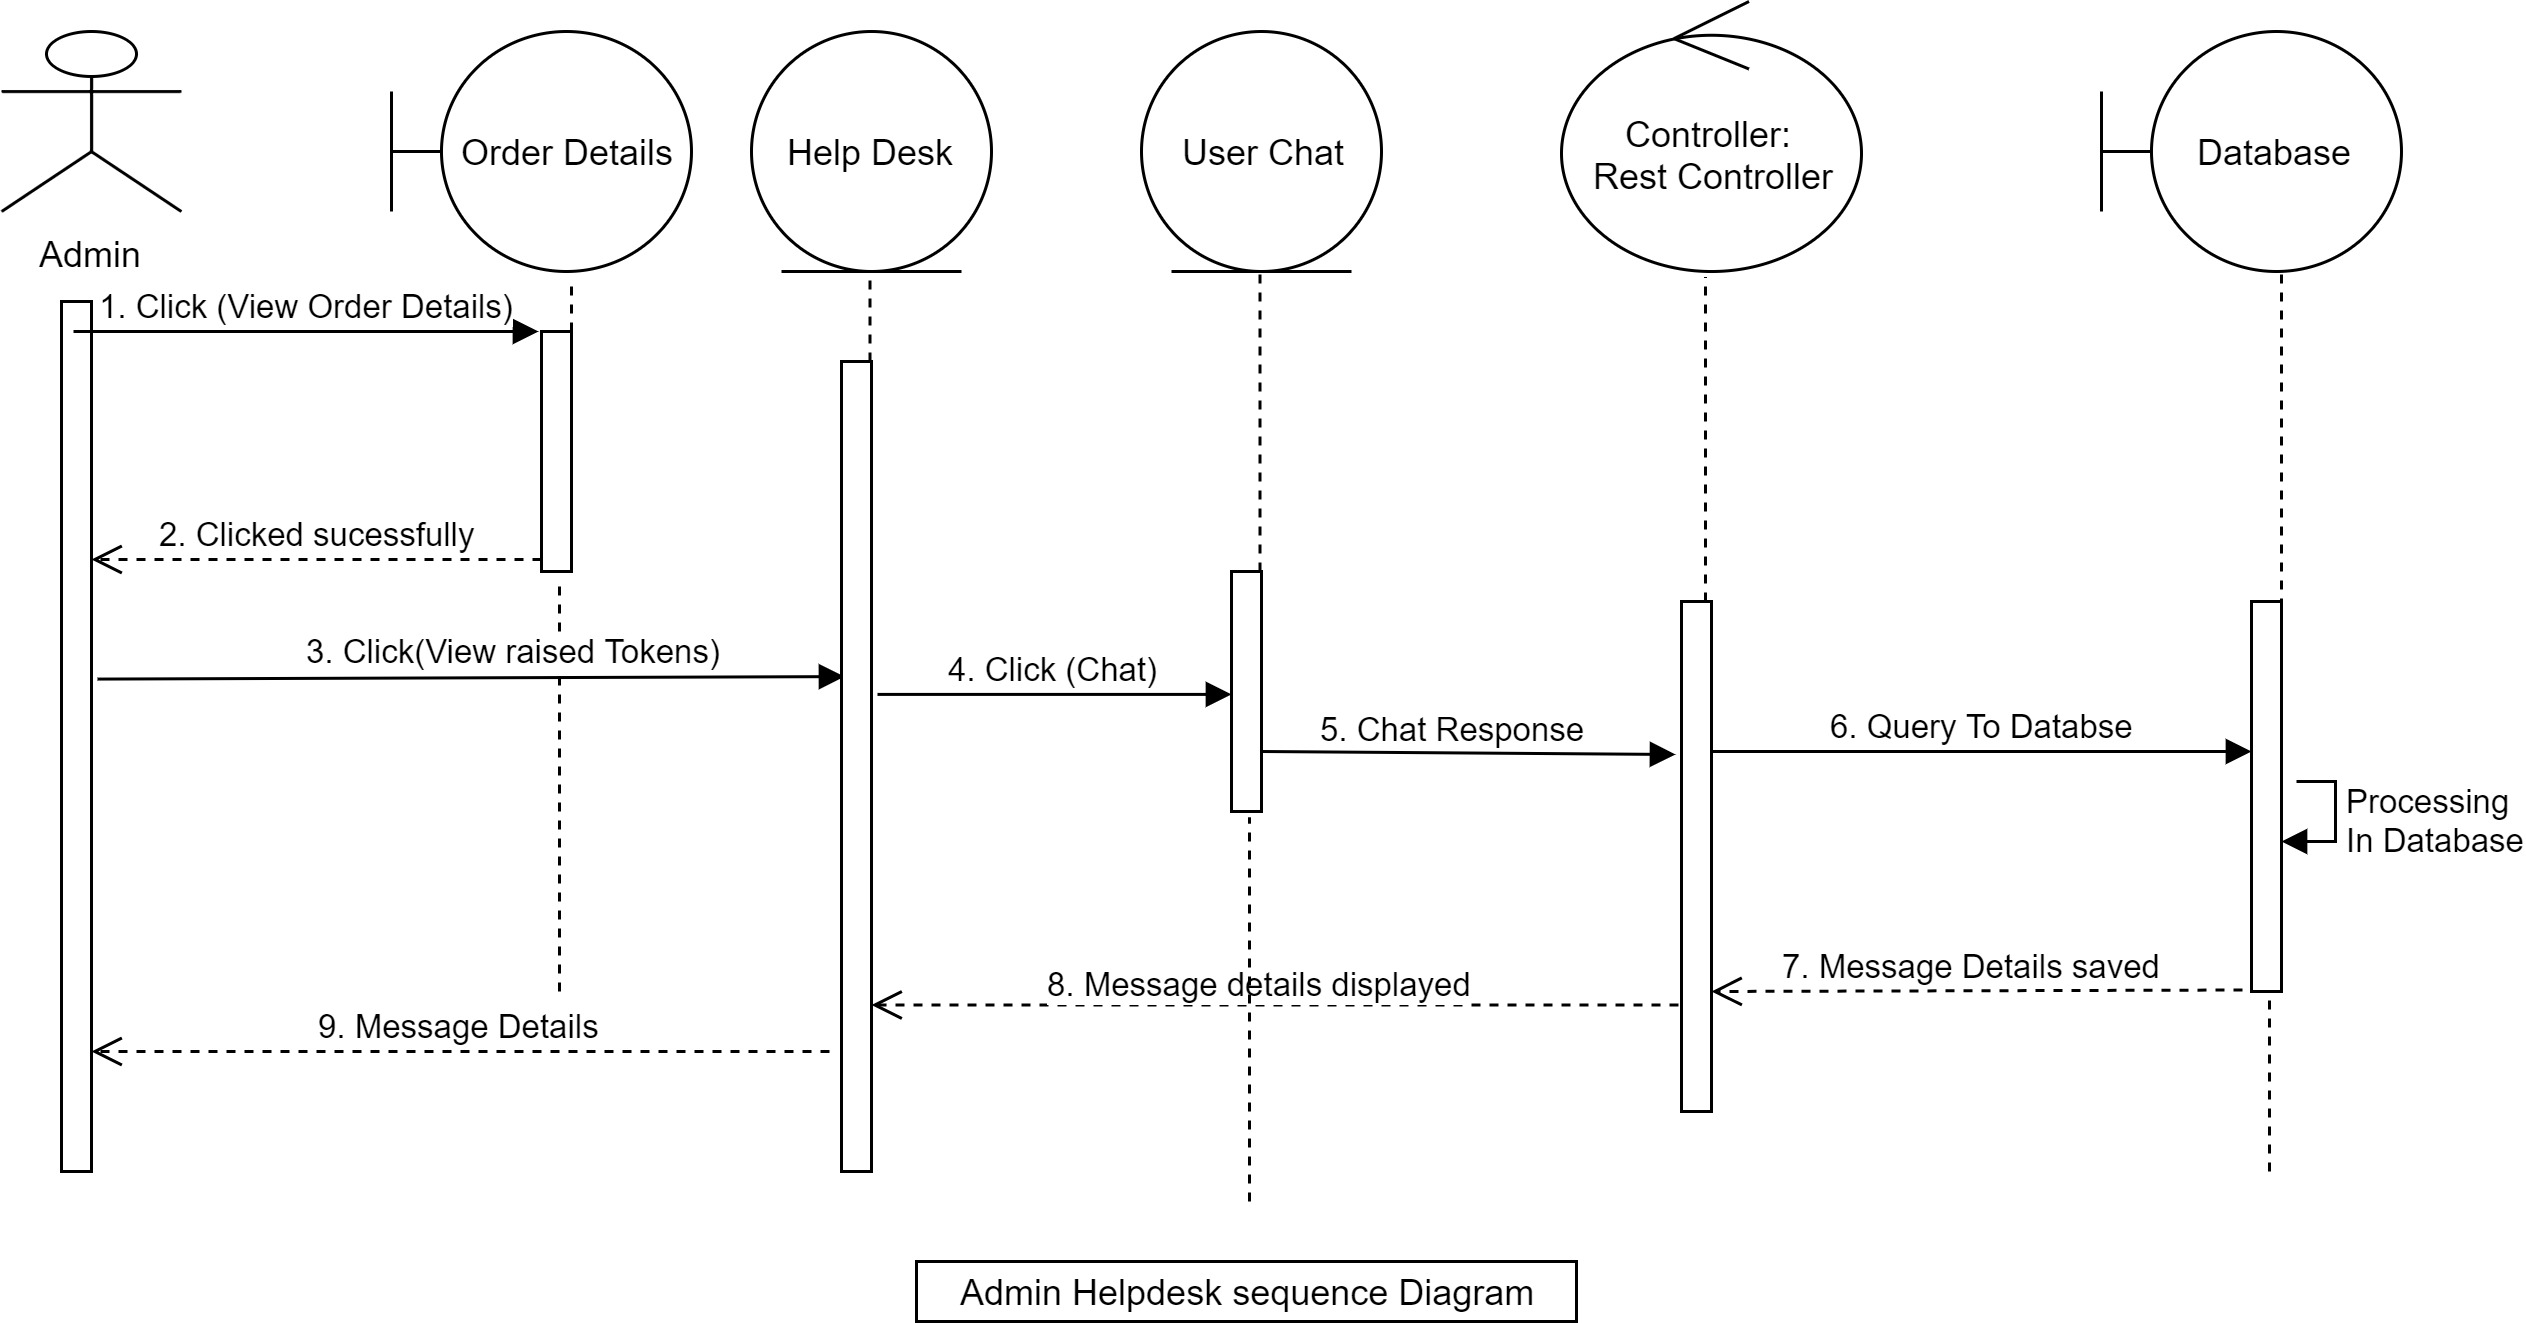 Order Details
Help Desk
User Chat
Controller:
Rest Controller
Database
Admin
1. Click (View Order Details)
2. Clicked sucessfully
3. Click(View raised Tokens)
4. Click (Chat)
5. Chat Response
6. Query To Databse
Processing
In Database
7. Message Details saved
8. Message details displayed
9. Message Details
Admin Helpdesk sequence Diagram